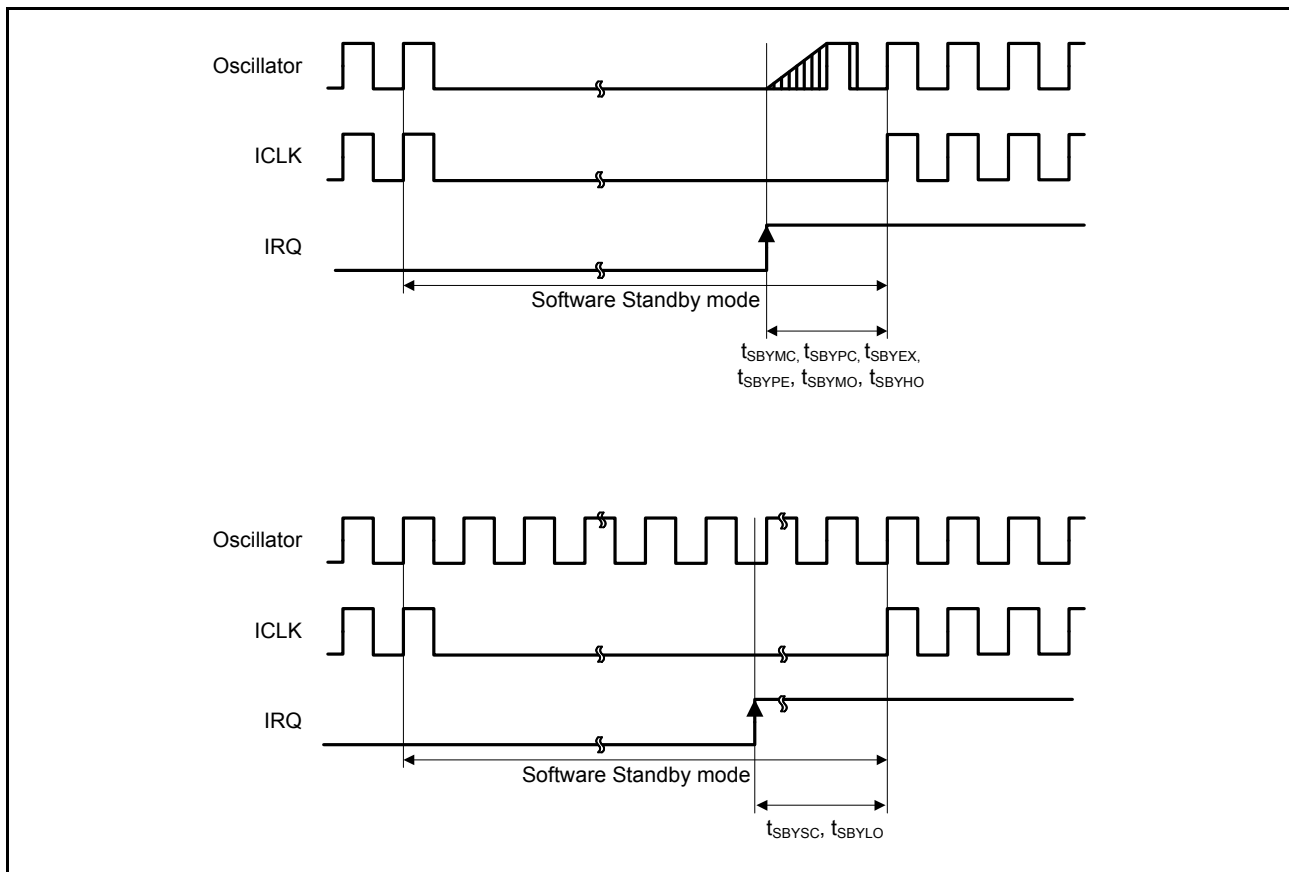 Oscillator
ICLK
IRQ
Software Standby mode
tSBYMC, tSBYPC, tSBYEX,
tSBYPE, tSBYMO, tSBYHO
Oscillator
ICLK
IRQ
Software Standby mode
tSBYSC, tSBYLO